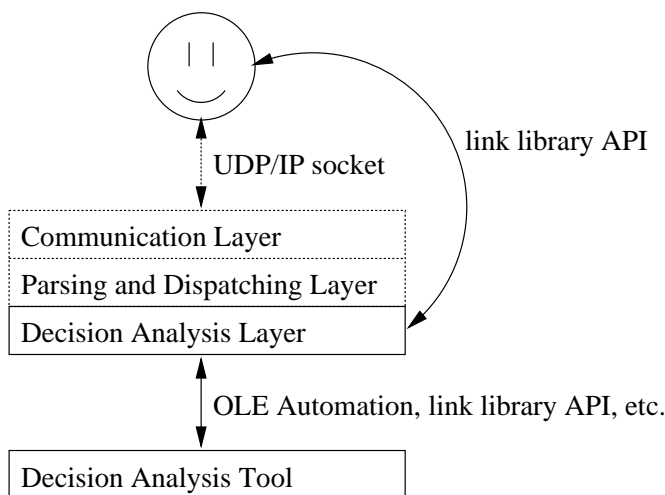 link library API
UDP/IP socket
Communication Layer
Parsing and Dispatching Layer
Decision Analysis Layer
OLE Automation, link library API, etc.
Decision Analysis Tool